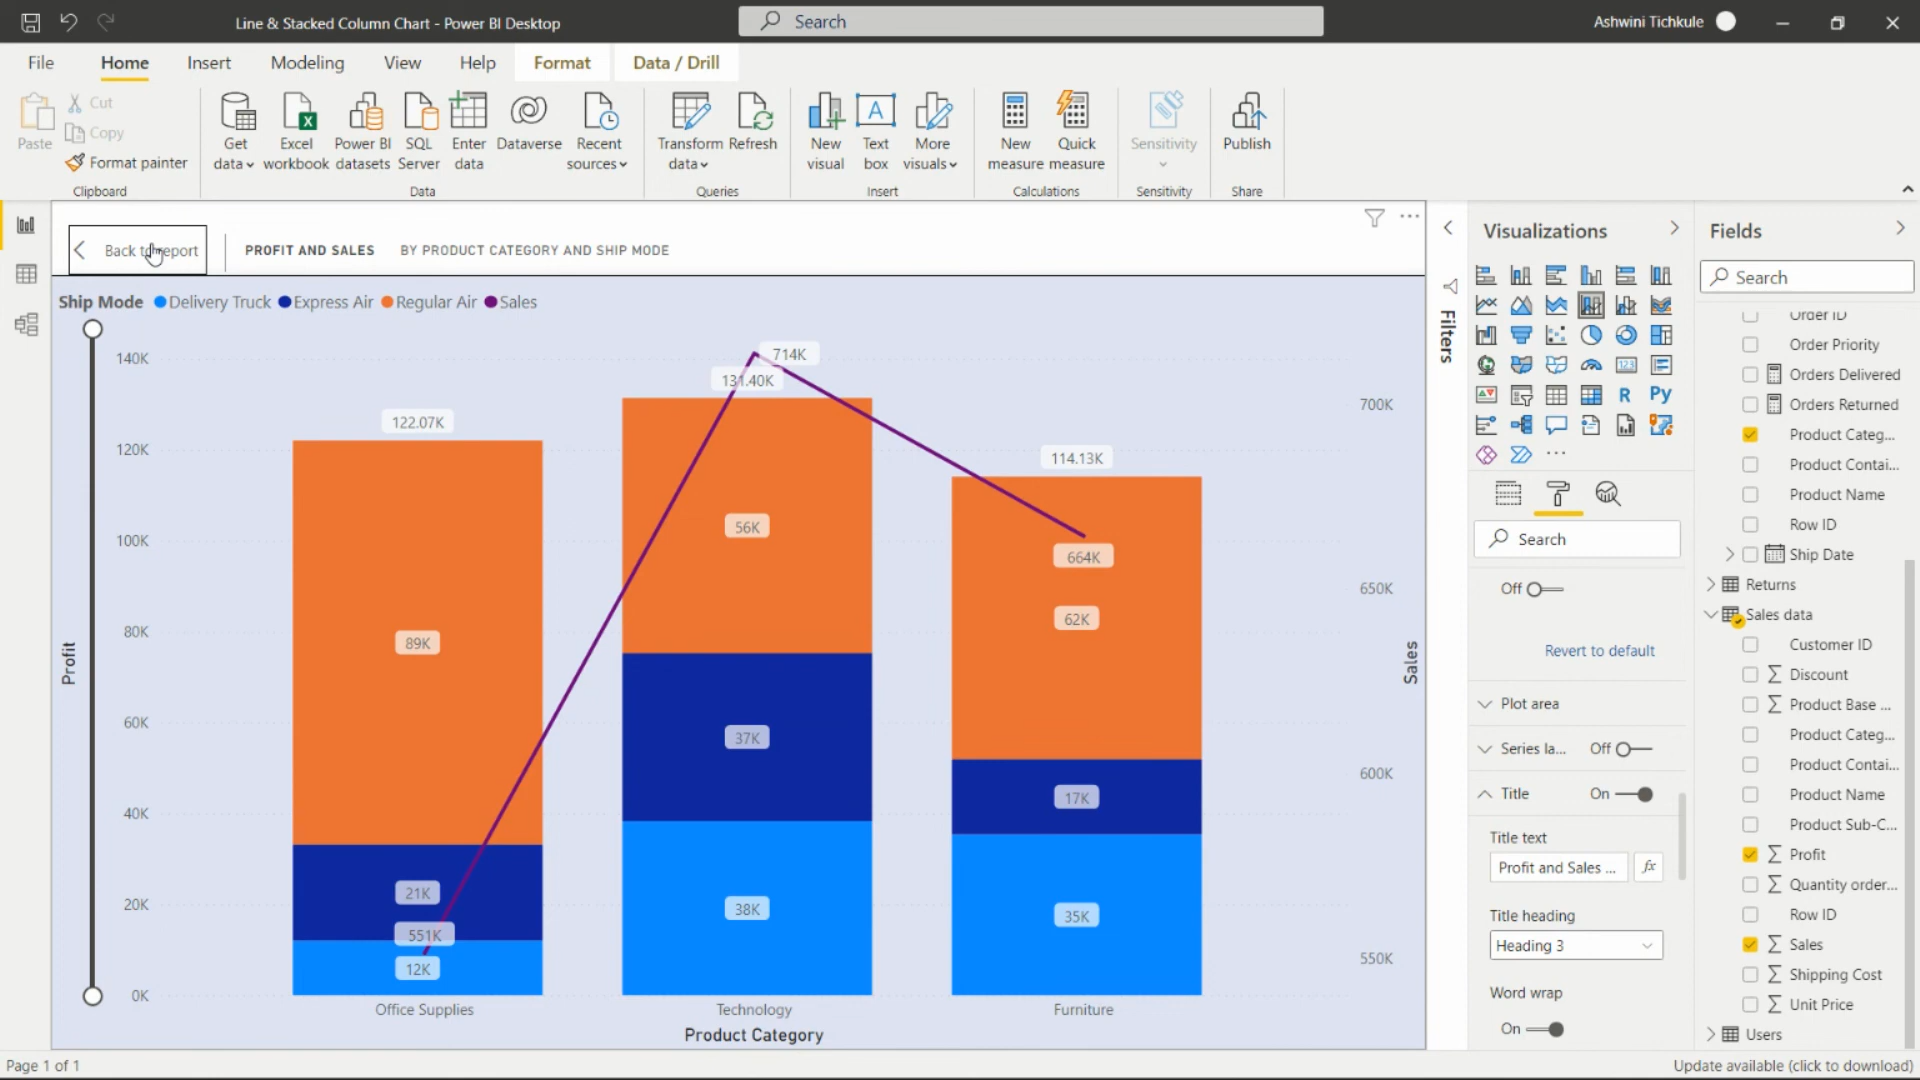 Line & Stacked Column Chart - Power BI Desktop
Search
Ashwini Tichkule
File
Home
Insert
Modeling
View
Help
Format
Data / Drill
Paste
Cut
Copy
Format painter
Clipboard
Get data
Excel workbook
Power BI datasets
SQL Server
Enter data
Dataverse
Recent sources
Data
Transform data
Refresh
Queries
New visual
Text box
More visuals
Insert
New measure
Quick measure
Calculations
Sensitivity
Sensitivity
Publish
Share
Back to report
PROFIT AND SALES
BY PRODUCT CATEGORY AND SHIP MODE
Ship Mode
Delivery Truck
Express Air
Regular Air
Sales
140K
120K
100K
80K
60K
40K
20K
0K
Profit
122.07K
89K
21K
551K
12K
714K
131.40K
56K
37K
38K
114.13K
664K
62K
17K
35K
700K
650K
600K
550K
Sales
Office Supplies
Technology
Furniture
Product Category
Filters
Visualizations
R
Py
123
Search
Off
Revert to default
Plot area
Series la...
Off
Title
On
Title text
Profit and Sales ...
fx
Title heading
Heading 3
Word wrap
On
Fields
Search
Order ID
Order Priority
Orders Delivered
Orders Returned
Product Categ...
Product Contai...
Product Name
Row ID
Ship Date
Returns
Sales data
Customer ID
Discount
Product Base ...
Product Categ...
Product Contai...
Product Name
Product Sub-C...
Profit
Quantity order...
Row ID
Sales
Shipping Cost
Unit Price
Users
Page 1 of 1
Update available (click to download)